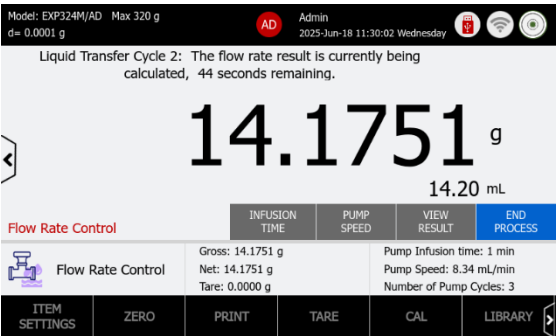 Model: EXP324M/AD Max 320 g
d= 0.0001 g
AD
Admin
2025-Jun-18 11:30:02 Wednesday
Liquid Transfer Cycle 2: The flow rate result is currently being
calculated, 44 seconds remaining.
14.1751 g
14.20 mL
Flow Rate Control
INFUSION
TIME
PUMP
SPEED
VIEW
RESULT
END
PROCESS
Flow Rate Control
Gross: 14.1751 g
Net: 14.1751 g
Tare: 0.0000 g
Pump Infusion time: 1 min
Pump Speed: 8.34 mL/min
Number of Pump Cycles: 3
ITEM
SETTINGS
ZERO
PRINT
TARE
CAL
LIBRARY